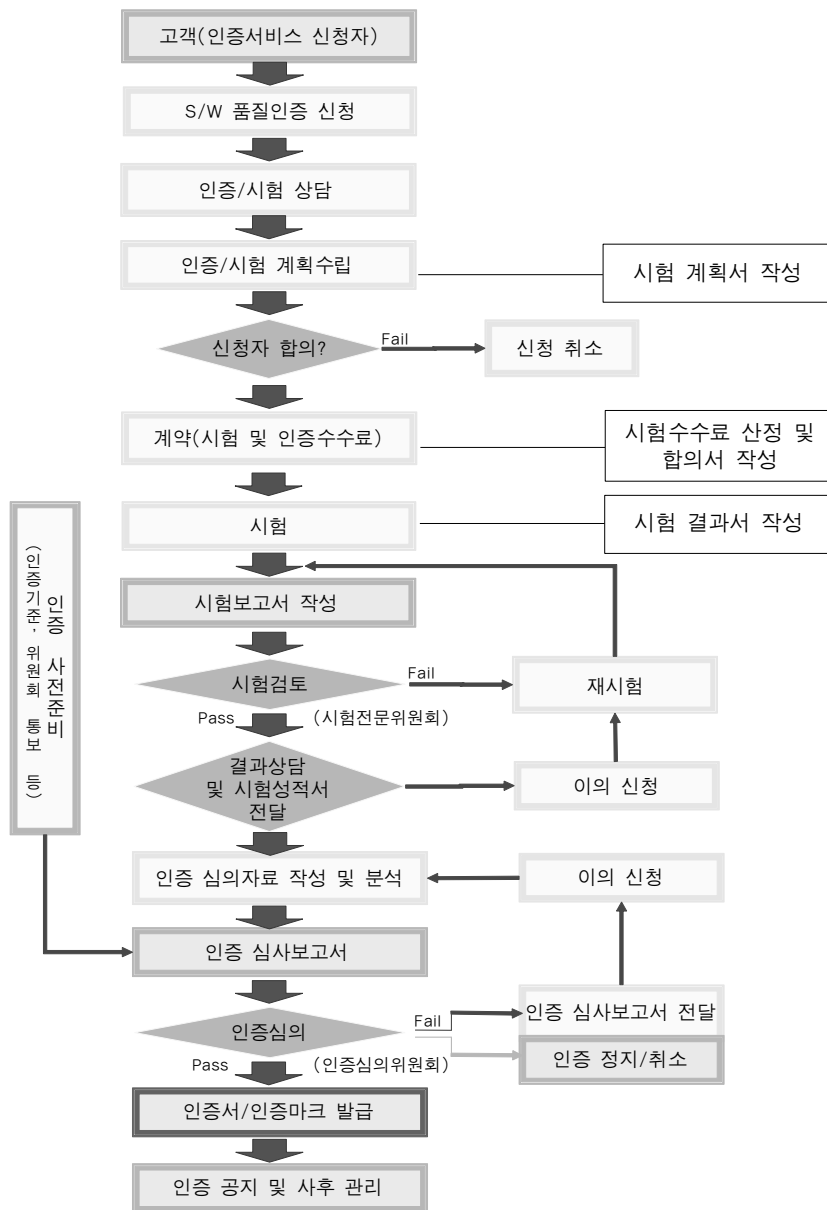 고객(인증서비스 신청자)
S/W 품질인증 신청
인증/시험 상담
인증/시험 계획수립
시험 계획서 작성
신청자 합의?
Fail
신청 취소
계약(시험 및 인증수수료)
시험수수료 산정 및
합의서 작성
시험
시험 결과서 작성
인증 사전준비
(인증기준, 위원회 통보 등)
시험보고서 작성
시험검토
Fail
재시험
Pass
(시험전문위원회)
결과상담
및 시험성적서
전달
이의 신청
인증 심의자료 작성 및 분석
이의 신청
인증 심사보고서
인증심의
Fail
인증 심사보고서 전달
인증 정지/취소
Pass
(인증심의위원회)
인증서/인증마크 발급
인증 공지 및 사후 관리